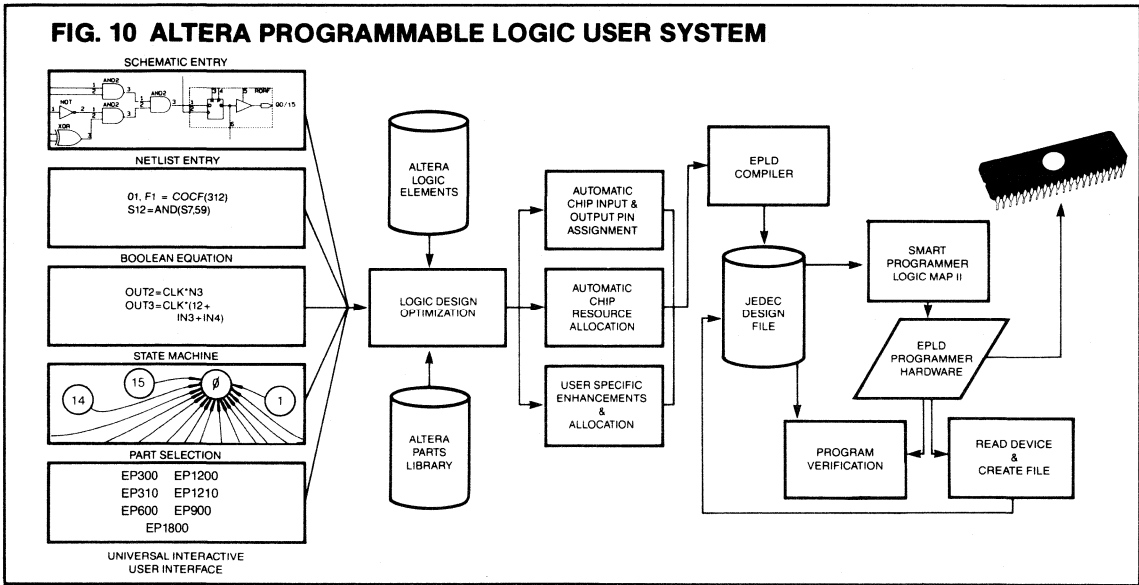 FIG. 10 ALTERA PROGRAMMABLE LOGIC USER SYSTEM
SCHEMATIC ENTRY
AND2
AND2
NOT
AND2
XOR
RORF
NETLIST ENTRY
01, F1 = COCF(312)
S12=AND(S7,59)
BOOLEAN EQUATION
OUT2=CLK*N3
OUT3=CLK*(12+
IN3+IN4)
STATE MACHINE
14
15
Ø
1
PART SELECTION
EP300 EP1200
EP310 EP1210
EP600 EP900
EP1800
UNIVERSAL INTERACTIVE
USER INTERFACE
ALTERA
LOGIC
ELEMENTS
LOGIC DESIGN
OPTIMIZATION
ALTERA
PARTS
LIBRARY
AUTOMATIC
CHIP INPUT &
OUTPUT PIN
ASSIGNMENT
AUTOMATIC
CHIP
RESOURCE
ALLOCATION
USER SPECIFIC
ENHANCEMENTS
&
ALLOCATION
EPLD
COMPILER
JEDEC
DESIGN
FILE
SMART
PROGRAMMER
LOGIC MAP II
EPLD
PROGRAMMER
HARDWARE
PROGRAM
VERIFICATION
READ DEVICE
&
CREATE FILE